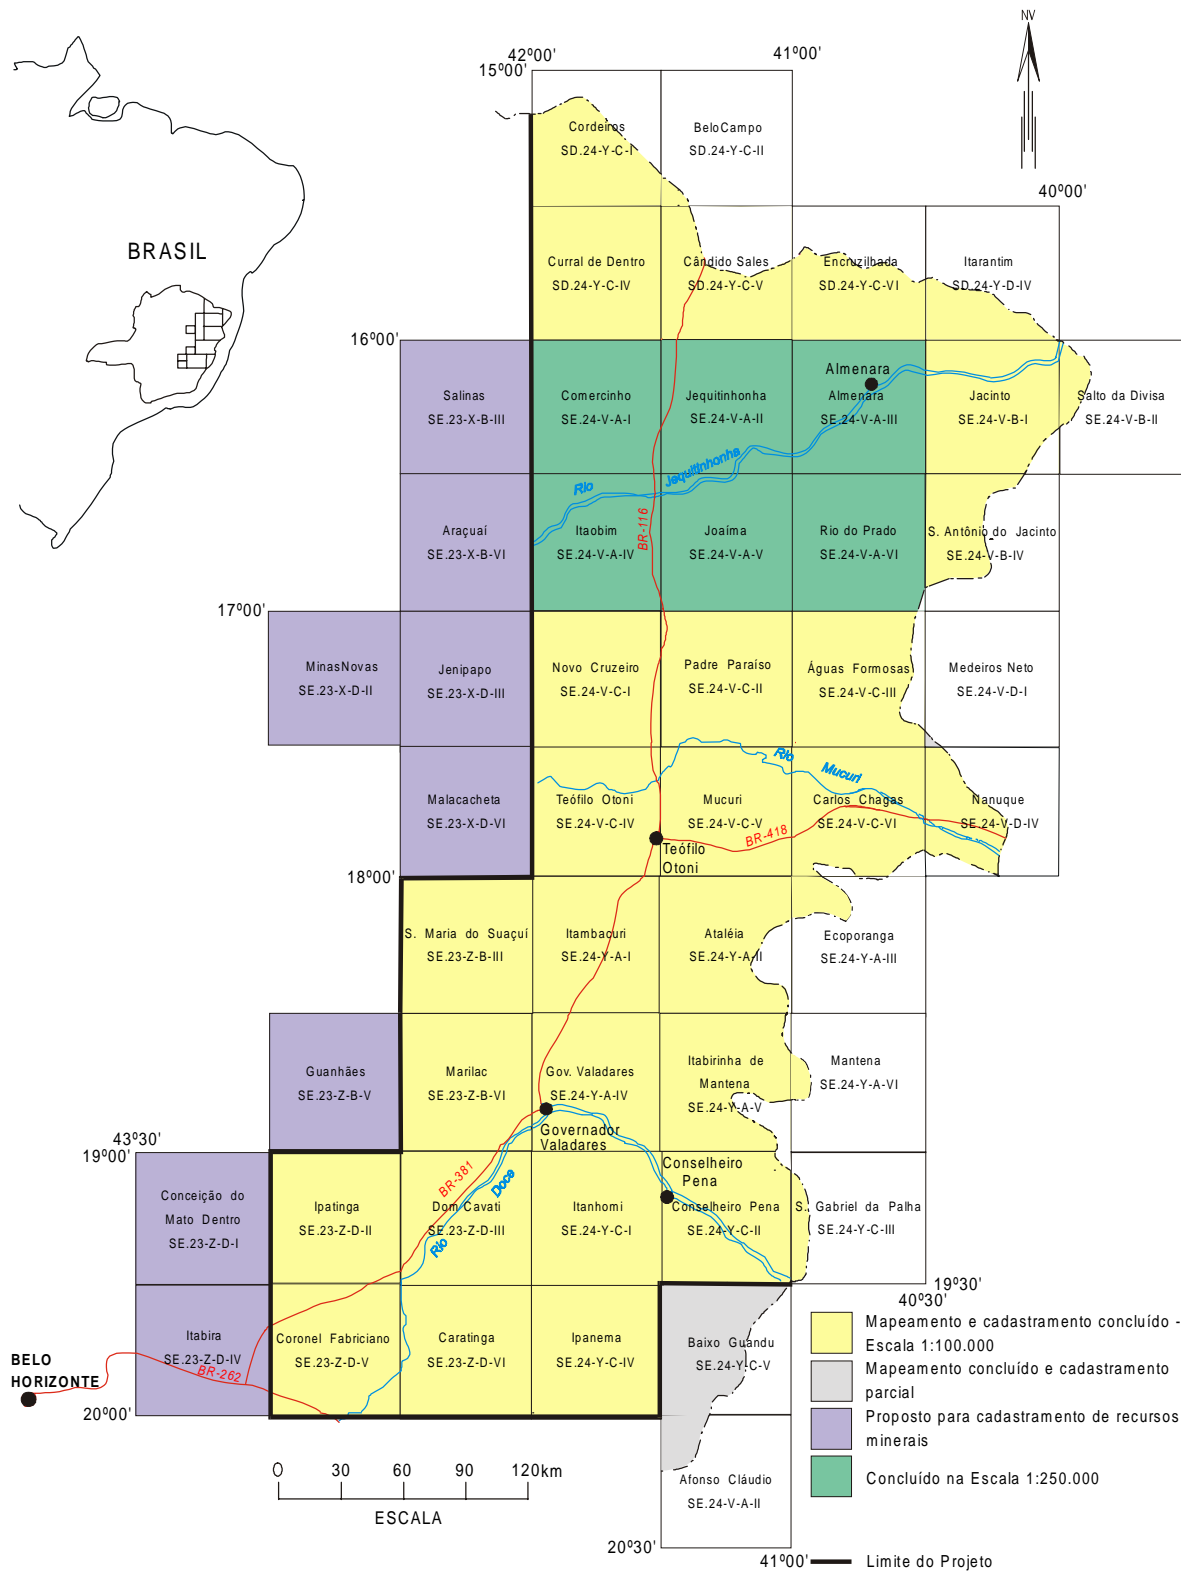 NV
42º00'
41º00'
15º00'
Cordeiros
SD.24-Y-C-I
BeloCampo
SD.24-Y-C-II
40º00'
BRASIL
Curral de Dentro
SD.24-Y-C-IV
Cândido Sales
SD.24-Y-C-V
Encruzilhada
SD.24-Y-C-VI
Itarantim
SD.24-Y-D-IV
16º00'
Salinas
SE.23-X-B-III
Comercinho
SE.24-V-A-I
Jequitinhonha
SE.24-V-A-II
Almenara
Almenara
SE.24-V-A-III
Jacinto
SE.24-V-B-I
Salto da Divisa
SE.24-V-B-II
Rio Jequitinhonha
BR-116
Araçuaí
SE.23-X-B-VI
Itaobim
SE.24-V-A-IV
Joaíma
SE.24-V-A-V
Rio do Prado
SE.24-V-A-VI
S. Antônio do Jacinto
SE.24-V-B-IV
17º00'
MinasNovas
SE.23-X-D-II
Jenipapo
SE.23-X-D-III
Novo Cruzeiro
SE.24-V-C-I
Padre Paraíso
SE.24-V-C-II
Águas Formosas
SE.24-V-C-III
Medeiros Neto
SE.24-V-D-I
Rio Mucuri
Malacacheta
SE.23-X-D-VI
Teófilo Otoni
SE.24-V-C-IV
Mucuri
SE.24-V-C-V
Carlos Chagas
SE.24-V-C-VI
Nanuque
SE.24-V-D-IV
BR-418
Teófilo
Otoni
18º00'
S. Maria do Suaçuí
SE.23-Z-B-III
Itambacuri
SE.24-Y-A-I
Ataléia
SE.24-Y-A-II
Ecoporanga
SE.24-Y-A-III
Guanhães
SE.23-Z-B-V
Marilac
SE.23-Z-B-VI
Gov. Valadares
SE.24-Y-A-IV
Itabirinha de
Mantena
SE.24-Y-A-V
Mantena
SE.24-Y-A-VI
Governador
Valadares
43º30'
19º00'
BR-381
Rio Doce
Conselheiro
Pena
Conceição do
Mato Dentro
SE.23-Z-D-I
Ipatinga
SE.23-Z-D-II
Dom Cavati
SE.23-Z-D-III
Itanhomi
SE.24-Y-C-I
Conselheiro Pena
SE.24-Y-C-II
S. Gabriel da Palha
SE.24-Y-C-III
19º30'
40º30'
Itabira
SE.23-Z-D-IV
Coronel Fabriciano
SE.23-Z-D-V
Caratinga
SE.23-Z-D-VI
Ipanema
SE.24-Y-C-IV
Baixo Guandu
SE.24-Y-C-V
BR-262
BELO
HORIZONTE
20º00'
Mapeamento e cadastramento concluído -
Escala 1:100.000
Mapeamento concluído e cadastramento
parcial
Proposto para cadastramento de recursos
minerais
Concluído na Escala 1:250.000
Limite do Projeto
0 30 60 90 120km
ESCALA
Afonso Cláudio
SE.24-V-A-II
20º30'
41º00'